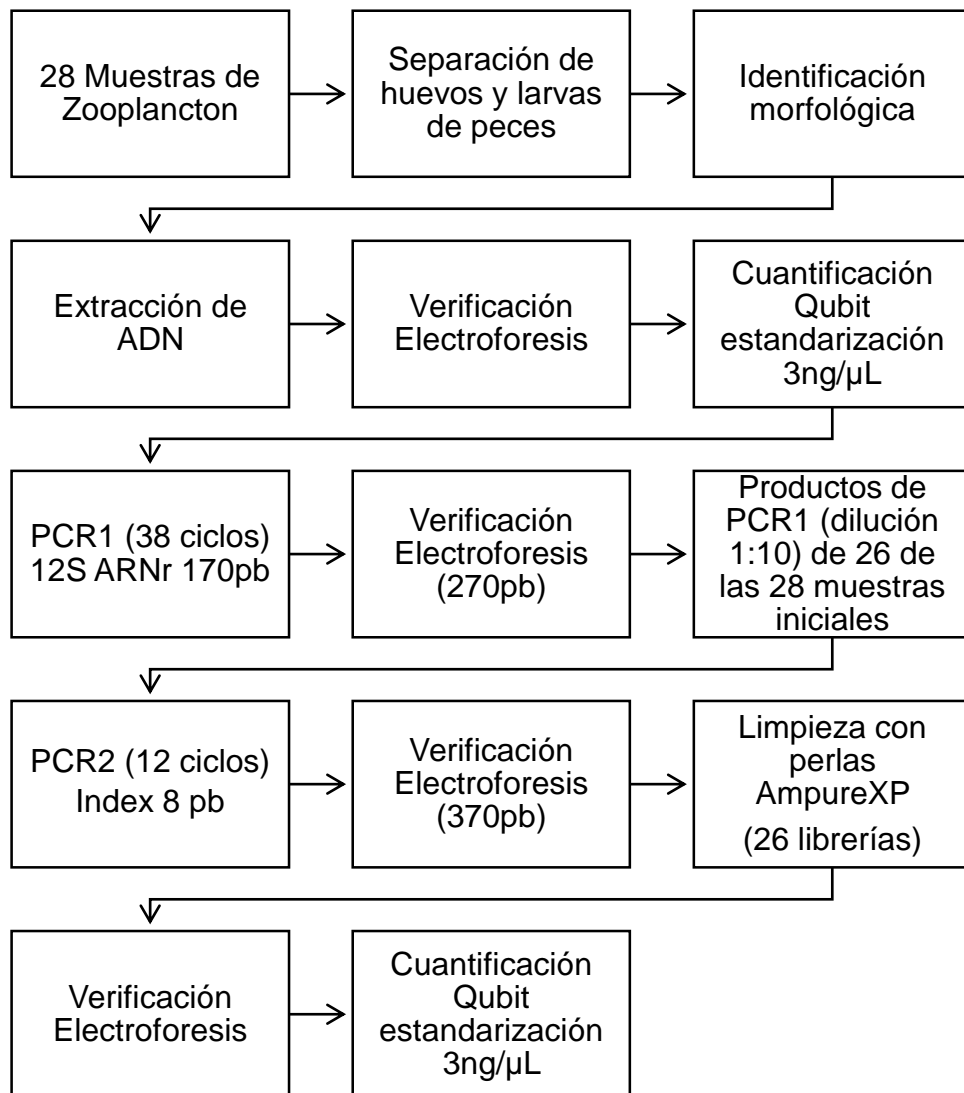 28 Muestras de
Zooplancton
Separación de
huevos y larvas
de peces
Identificación
morfológica
Extracción de
ADN
Verificación
Electroforesis
Cuantificación
Qubit
estandarización
3ng/µL
PCR1 (38 ciclos)
12S ARNr 170pb
Verificación
Electroforesis
(270pb)
Productos de
PCR1 (dilución
1:10) de 26 de
las 28 muestras
iniciales
PCR2 (12 ciclos)
Index 8 pb
Verificación
Electroforesis
(370pb)
Limpieza con
perlas
AmpureXP
(26 librerías)
Verificación
Electroforesis
Cuantificación
Qubit
estandarización
3ng/µL